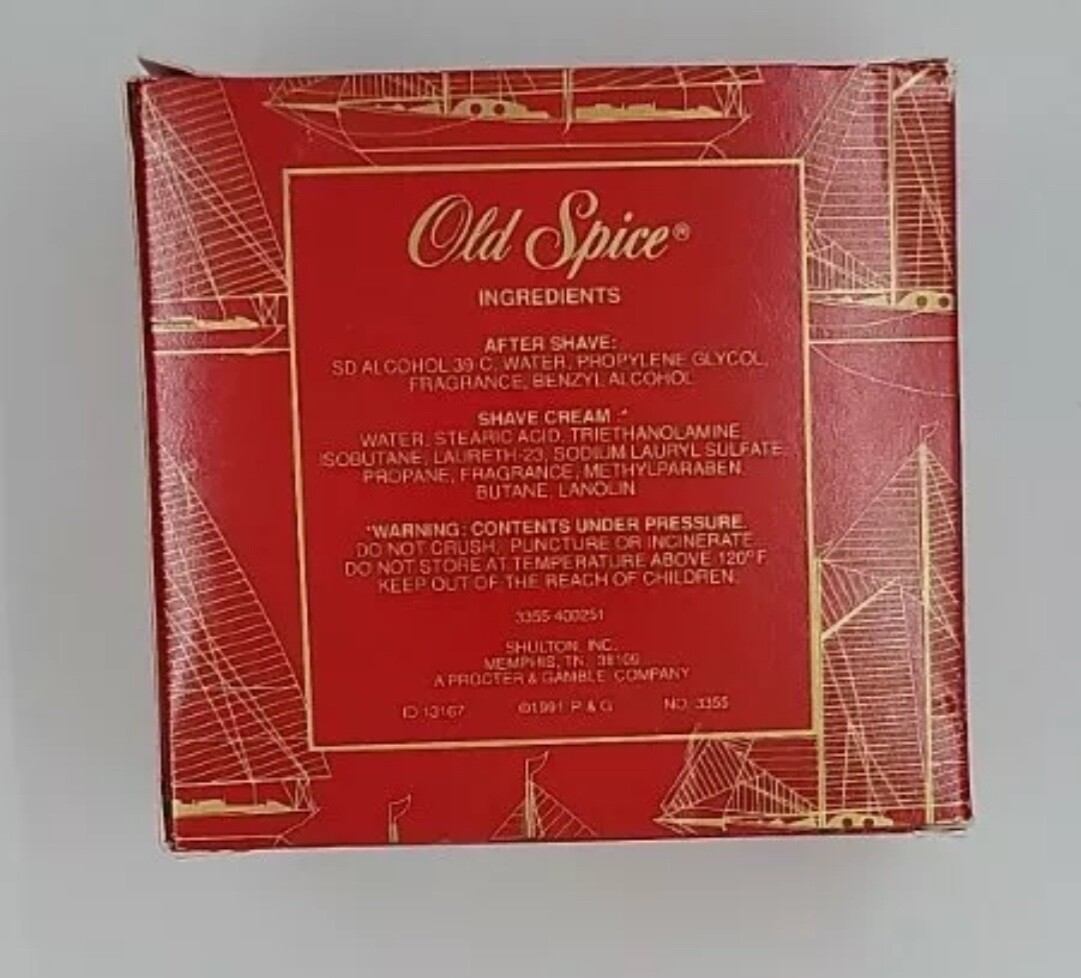 Old Spice®
INGREDIENTS
AFTER SHAVE:
SD ALCOHOL 39 C, WATER, PROPYLENE GLYCOL,
FRAGRANCE, BENZYL ALCOHOL
SHAVE CREAM :*
WATER, STEARIC ACID, TRIETHANOLAMINE,
ISOBUTANE, LAURETH-23, SODIUM LAURYL SULFATE,
PROPANE, FRAGRANCE, METHYLPARABEN,
BUTANE, LANOLIN
*WARNING: CONTENTS UNDER PRESSURE.
DO NOT CRUSH, PUNCTURE OR INCINERATE.
DO NOT STORE AT TEMPERATURE ABOVE 120° F
KEEP OUT OF THE REACH OF CHILDREN.
3355-400251
SHULTON, INC.
MEMPHIS, TN.
A PROCTER & GAMBLE COMPANY
ID 13167 ©1991 P & G NO. 3355